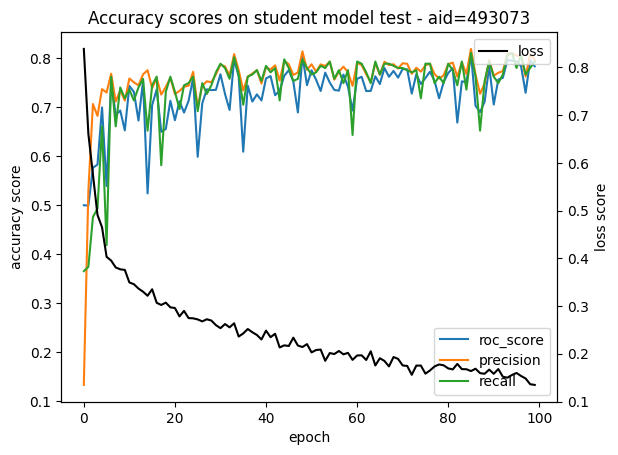 Accuracy scores on student model test - aid=493073
accuracy score
0.8
0.7
0.6
0.5
0.4
0.3
0.2
0.1
loss
0.8
0.7
0.6
0.5
0.4
0.3
0.2
0.1
loss score
roc_score
precision
recall
0
20
40
60
80
100
epoch